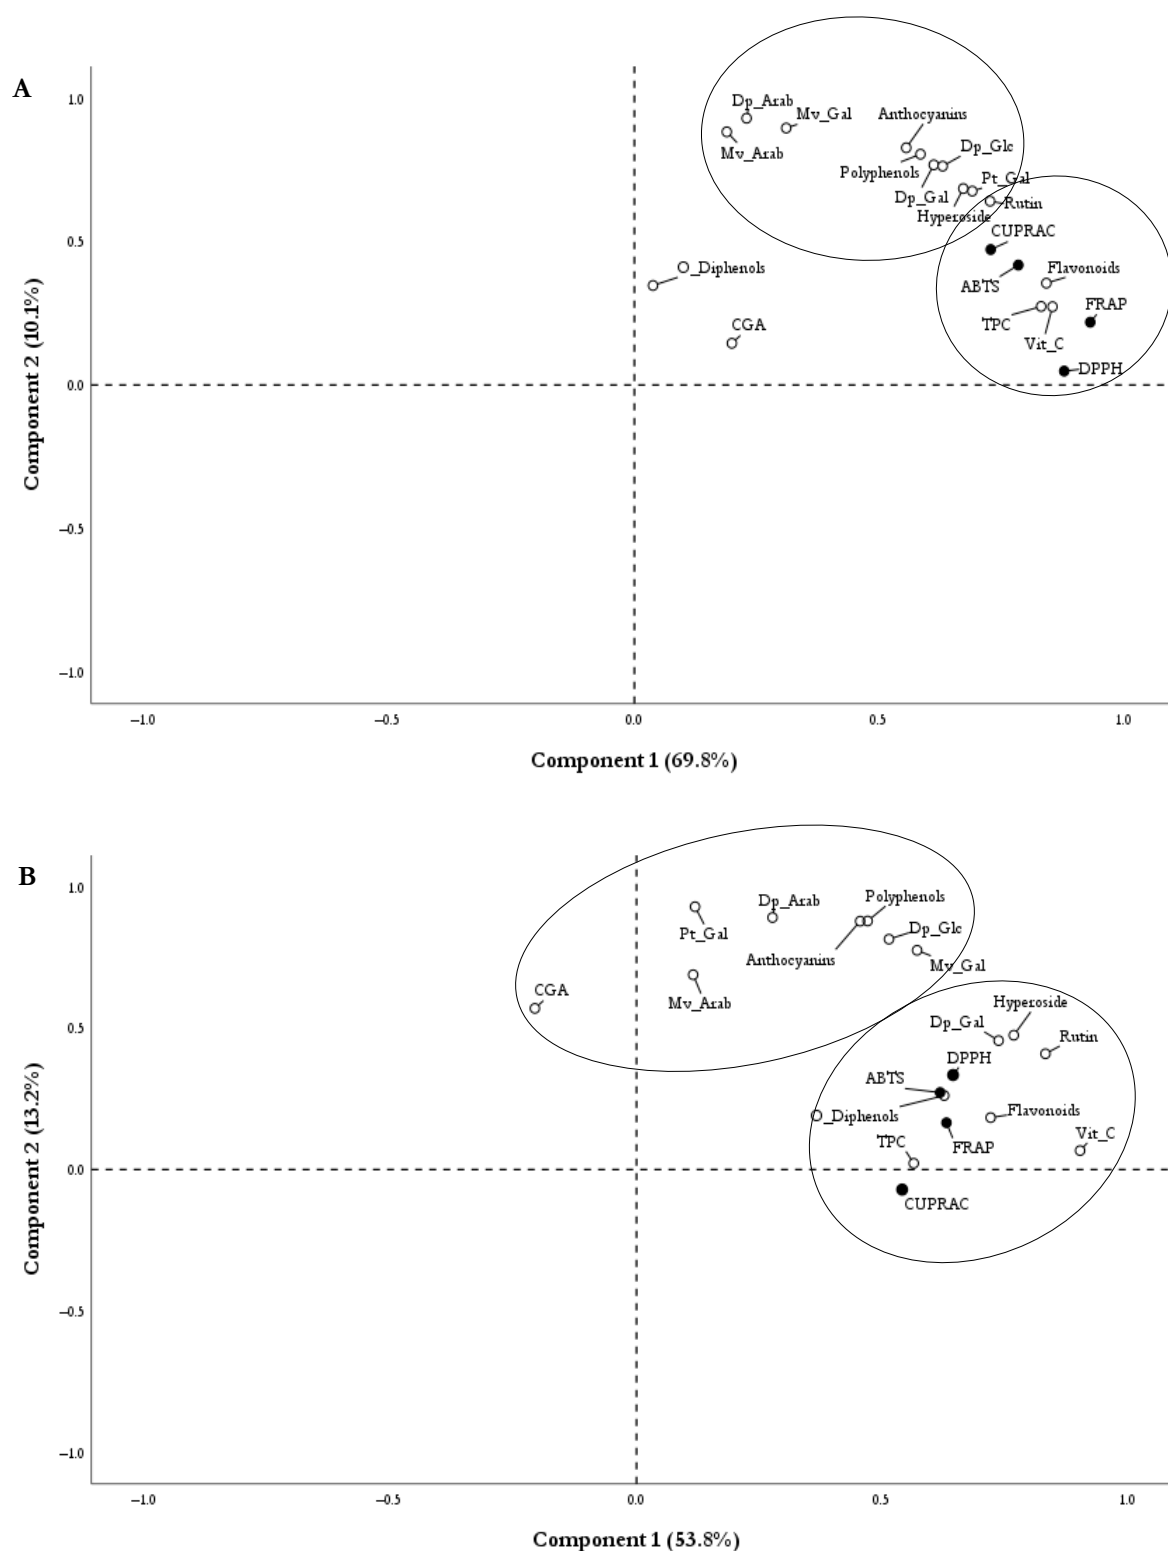 A
1.0
0.5
0.0
−0.5
−1.0
Component 2 (10.1%)
Dp_Arab
Mv_Gal
Anthocyanins
Mv_Arab
Polyphenols
Dp_Glc
Dp_Gal
Pt_Gal
Hyperoside
Rutin
CUPRAC
_Diphenols
ABTS
Flavonoids
CGA
TPC
FRAP
Vit_C
DPPH
−1.0 −0.5 0.0 0.5 1.0
Component 1 (69.8%)
B
1.0
0.5
0.0
−0.5
−1.0
Component 2 (13.2%)
Dp_Arab
Polyphenols
Pt_Gal
Dp_Glc
Anthocyanins
Mv_Gal
CGA
Mv_Arab
Hyperoside
Dp_Gal
Rutin
DPPH
ABTS
_Diphenols
Flavonoids
TPC
FRAP
Vit_C
CUPRAC
−1.0 −0.5 0.0 0.5 1.0
Component 1 (53.8%)